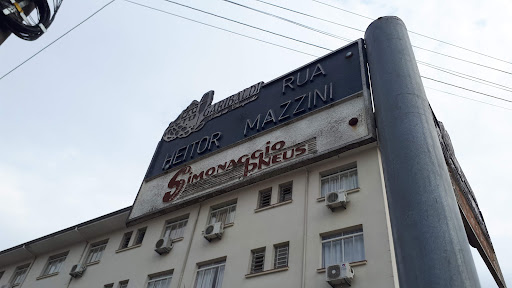 RUA
HEITOR MAZZINI
Simonaggio
PNEUS